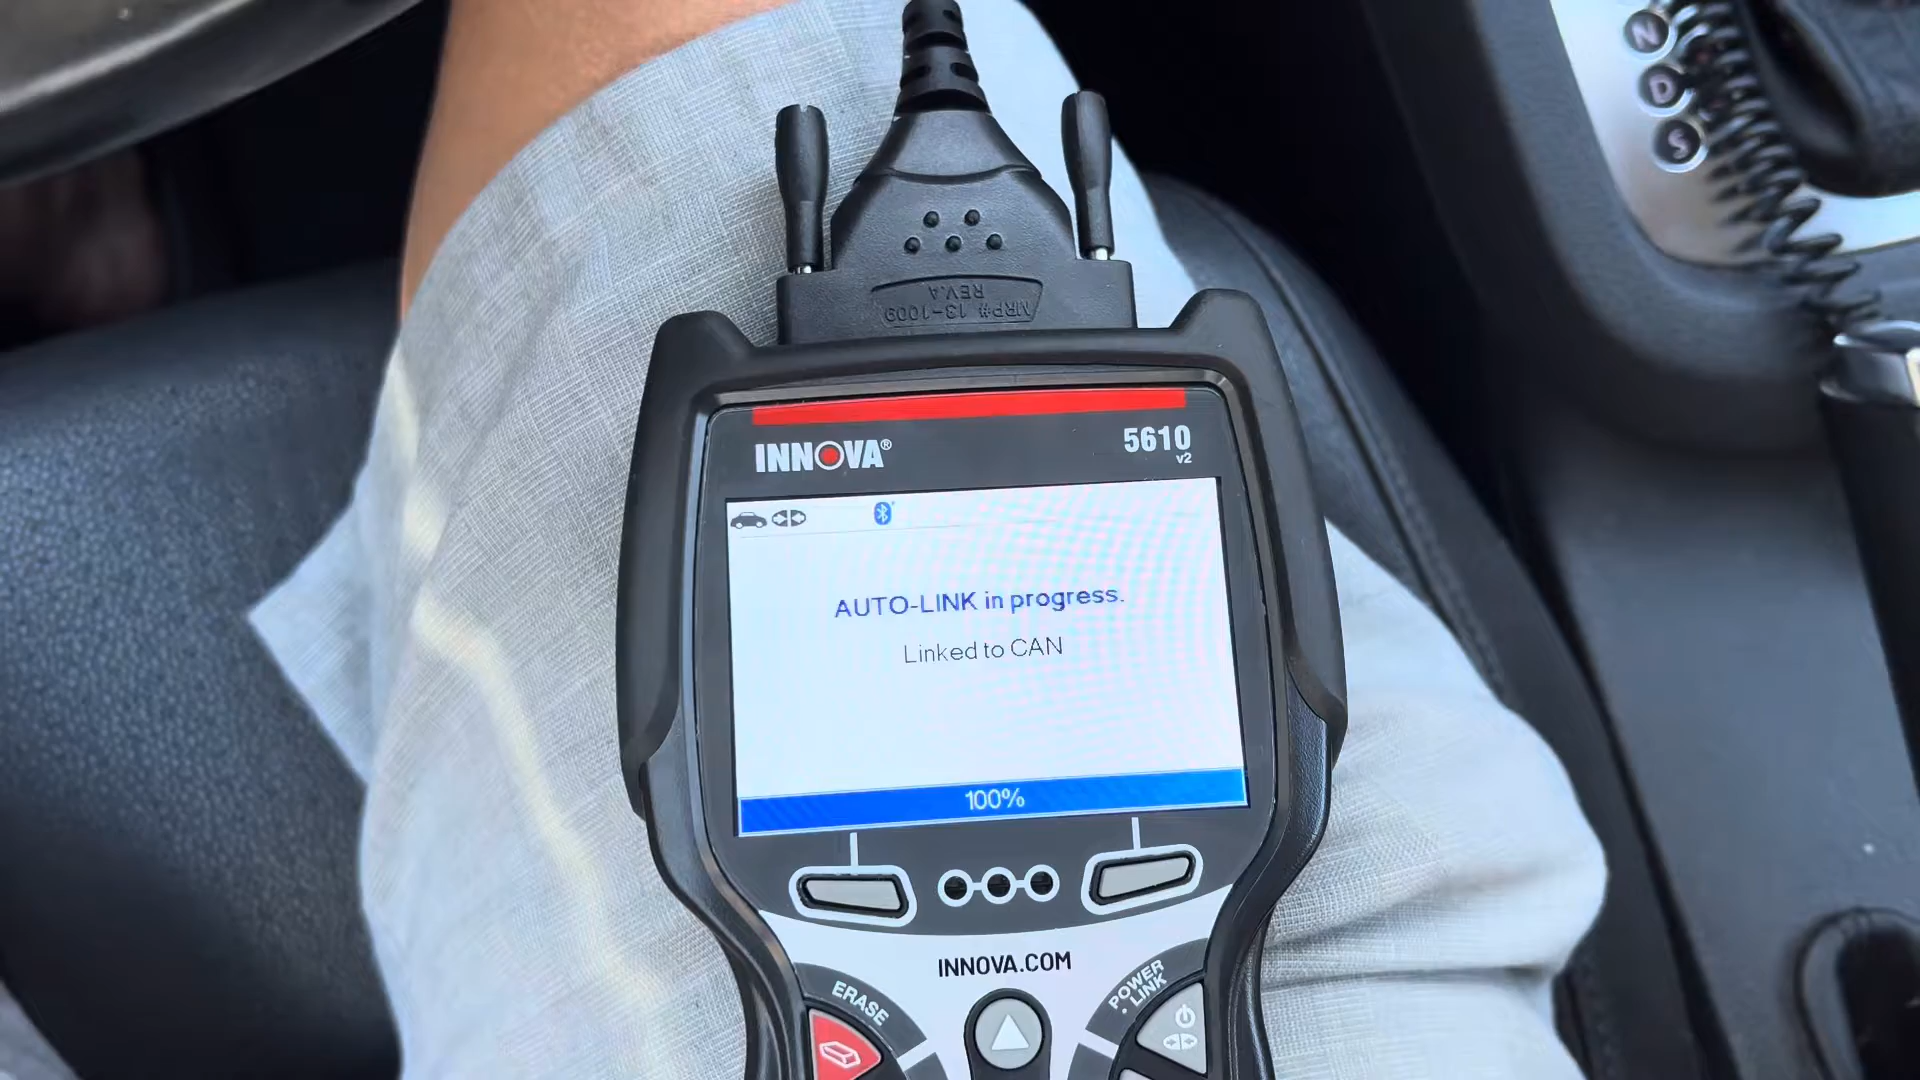 N
D
S
MRP# 13-1009
REV.A
INNOVA®
5610
v2
AUTO-LINK in progress.
Linked to CAN
100%
INNOVA.COM
ERASE
POWER
LINK